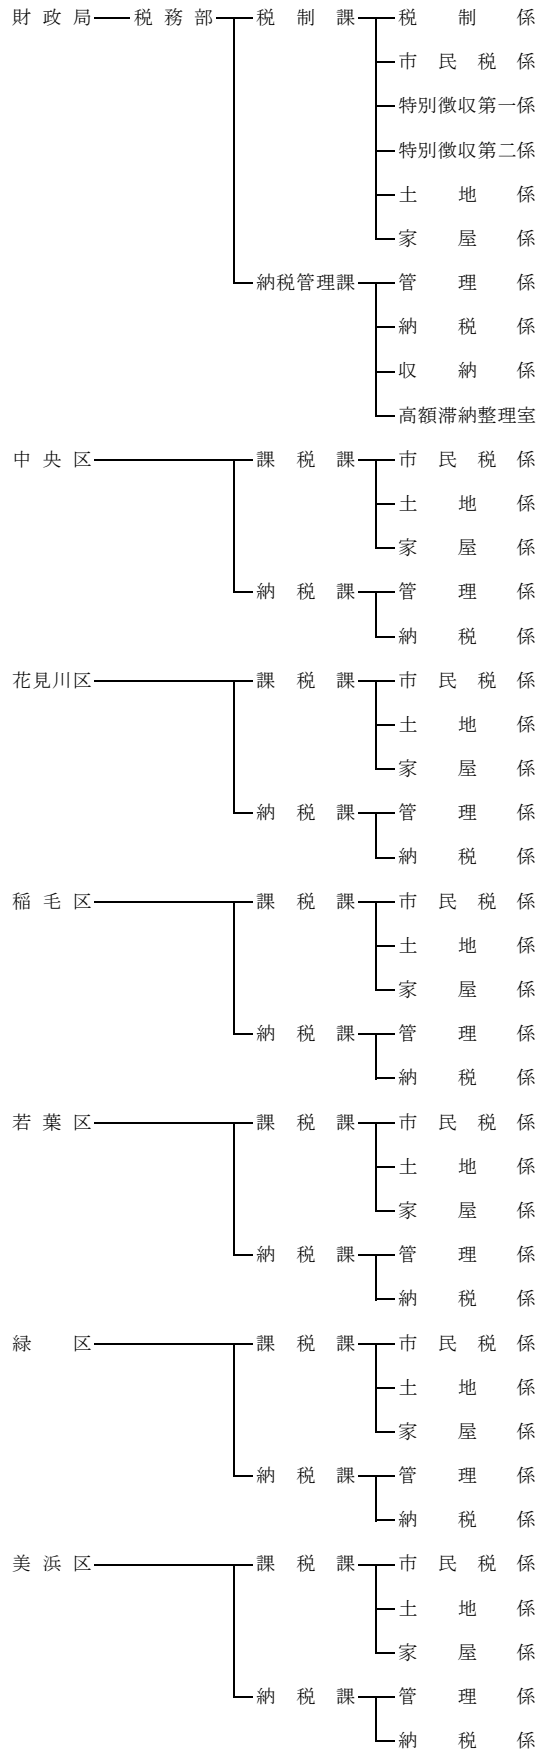 財政局 税務部 税制課 税制係
市民税係
特別徴収第一係
特別徴収第二係
土地係
家屋係
納税管理課 管理係
納税係
収納係
高額滞納整理室
中央区 課税課 市民税係
土地係
家屋係
納税課 管理係
納税係
花見川区 課税課 市民税係
土地係
家屋係
納税課 管理係
納税係
稲毛区 課税課 市民税係
土地係
家屋係
納税課 管理係
納税係
若葉区 課税課 市民税係
土地係
家屋係
納税課 管理係
納税係
緑区 課税課 市民税係
土地係
家屋係
納税課 管理係
納税係
美浜区 課税課 市民税係
土地係
家屋係
納税課 管理係
納税係